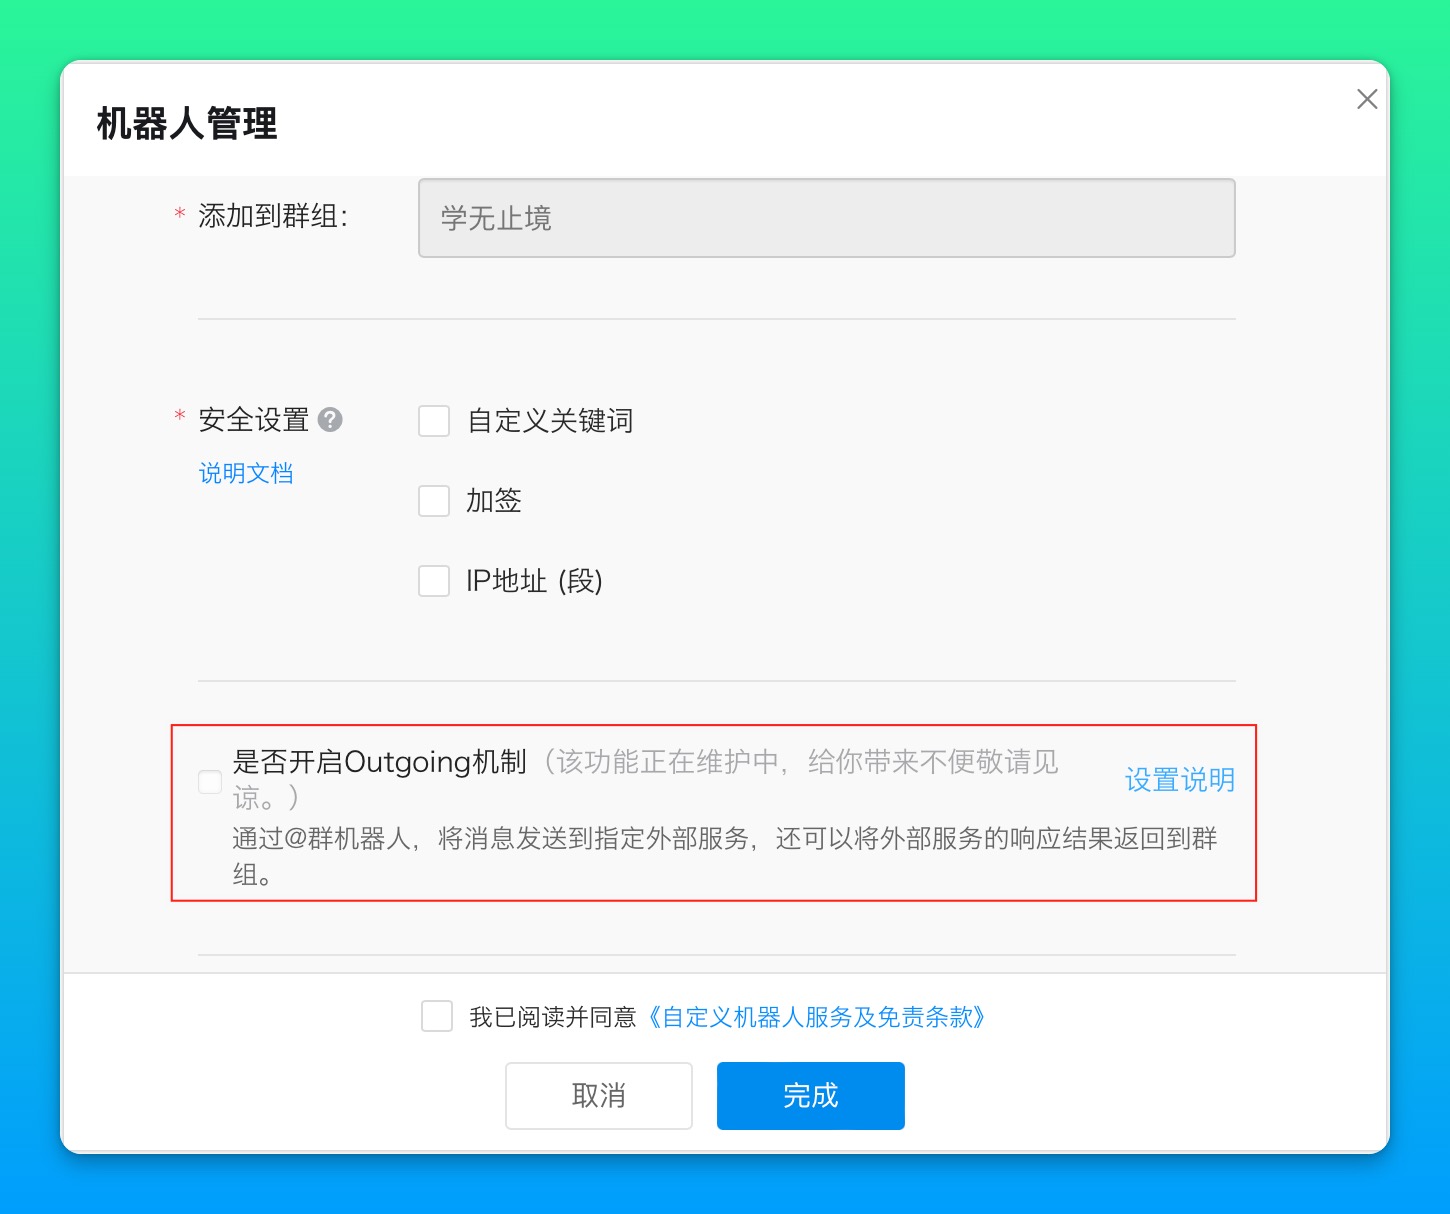 机器人管理
* 添加到群组:
学无止境
* 安全设置 ?
自定义关键词
说明文档
加签
IP地址 (段)
是否开启Outgoing机制（该功能正在维护中，给你带来不便敬请见
谅。）
设置说明
通过@群机器人，将消息发送到指定外部服务，还可以将外部服务的响应结果返回到群
组。
我已阅读并同意《自定义机器人服务及免责条款》
取消
完成